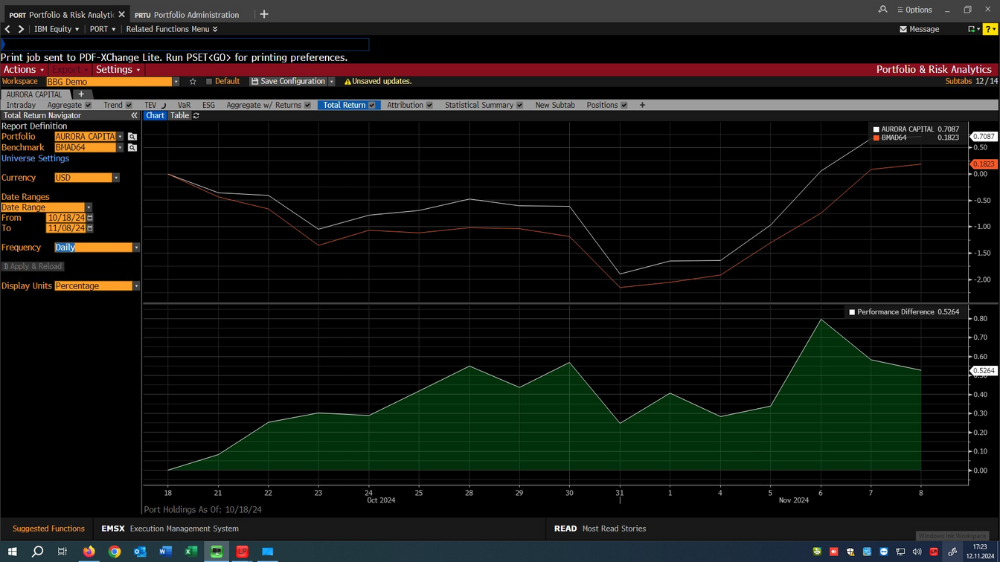 PORT Portfolio & Risk Analytic PRTU Portfolio Administration Options
IBM Equity PORT Related Functions Menu Message
Print job sent to PDF-XChange Lite. Run PSET<GO> for printing preferences.
Actions Export Settings Portfolio & Risk Analytics
Workspace BBG Demo Default Save Configuration Unsaved updates. Subtabs 12/14
AURORA CAPITAL
Intraday Aggregate Trend TEV VaR ESG Aggregate w/ Returns Total Return Attribution Statistical Summary New Subtab Positions
Total Return Navigator Chart Table
Report Definition
Portfolio AURORA CAPITA
Benchmark BMAD64
Universe Settings
Currency USD
Date Ranges
Date Range
From 10/18/24
To 11/08/24
Frequency Daily
1) Apply & Reload
Display Units Percentage
AURORA CAPITAL 0.7087
BMAD64 0.1823
0.7087
0.50
0.1823
0.00
-0.50
-1.00
-1.50
-2.00
Performance Difference 0.5264
0.80
0.70
0.60
0.5264
0.50
0.40
0.30
0.20
0.10
0.00
18 21 22 23 24 25 28 29 30 31 1 4 5 6 7 8
Oct 2024 Nov 2024
Port Holdings As Of: 10/18/24
Suggested Functions EMSX Execution Management System READ Most Read Stories
Windows Ink Workspace
17:23
12.11.2024